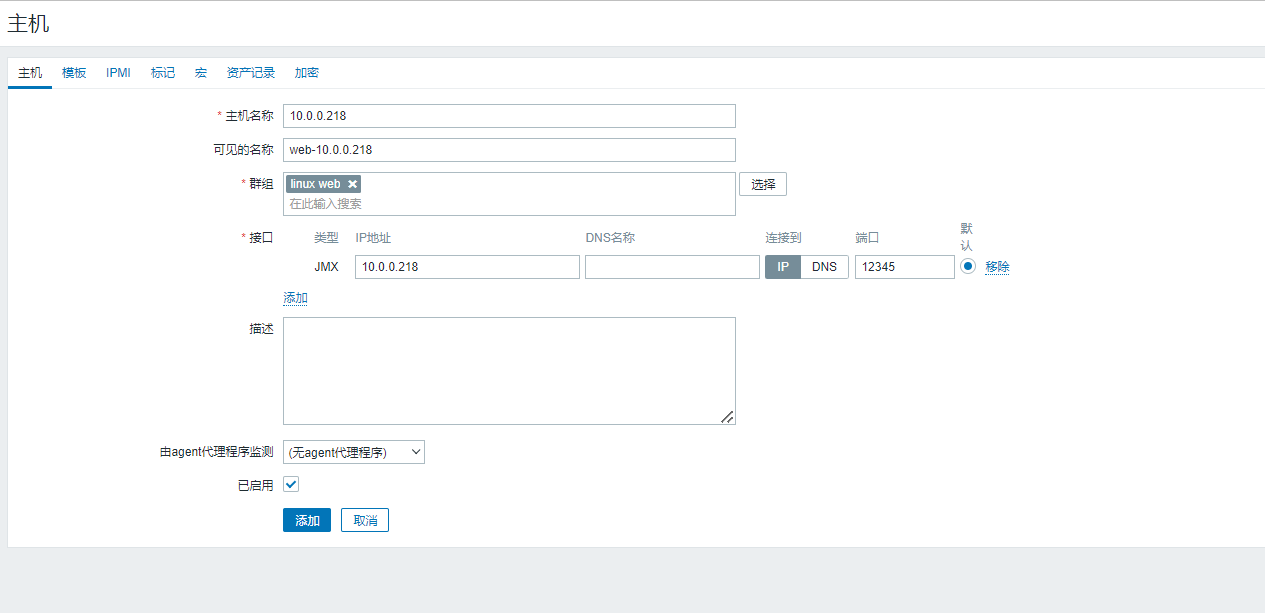 主机
主机 模板 IPMI 标记 宏 资产记录 加密
* 主机名称 10.0.0.218
可见的名称 web-10.0.0.218
* 群组 linux web 选择
在此输入搜索
* 接口 类型 IP地址 DNS名称 连接到 端口 默认
JMX 10.0.0.218 IP DNS 12345 移除
添加
描述
由agent代理程序监测 (无agent代理程序)
已启用
添加 取消